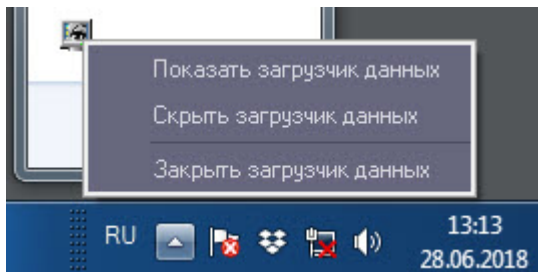 Показать загрузчик данных
Скрыть загрузчик данных
Закрыть загрузчик данных
RU
13:13
28.06.2018